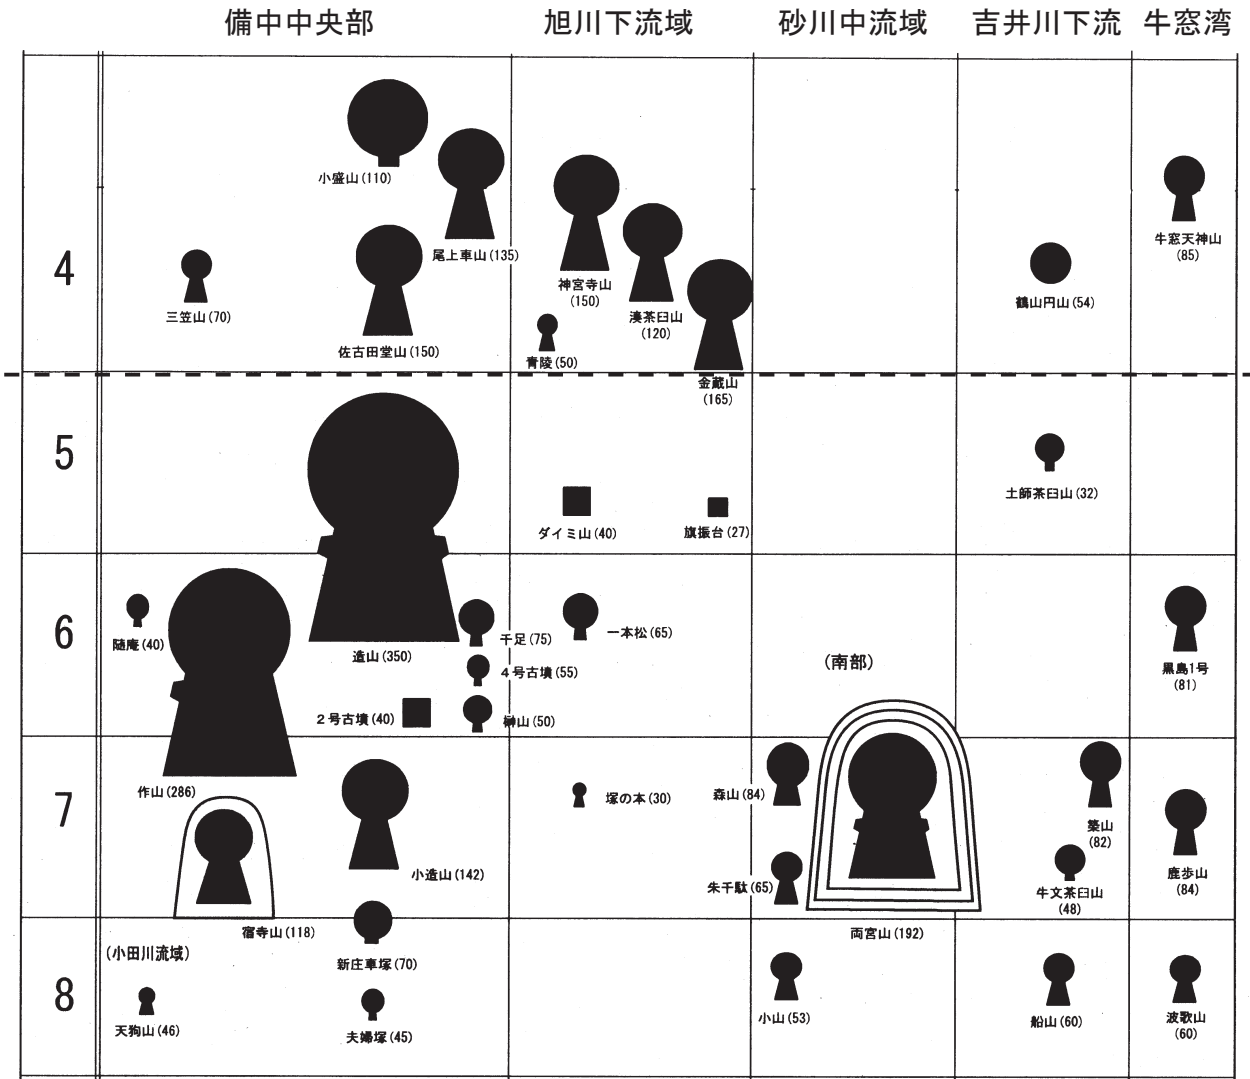 備中中央部 旭川下流域 砂川中流域 吉井川下流 牛窓湾
4
小盛山(110)
尾上車山(135)
三笠山(70)
佐古田堂山(150)
神宮寺山
(150)
湊茶臼山
(120)
青陵(50)
金蔵山
(165)
鶴山円山(54)
牛窓天神山
(85)
5
ダイミ山(40)
旗振台(27)
土師茶臼山(32)
6
随庵(40)
造山(350)
千足(75)
4号古墳(55)
2号古墳(40)
榊山(50)
一本松(65)
(南部)
黒島1号
(81)
7
作山(286)
小造山(142)
宿寺山(118)
塚の本(30)
森山(84)
朱千駄(65)
両宮山(192)
築山
(82)
牛文茶臼山
(48)
鹿歩山
(84)
8
(小田川流域)
天狗山(46)
新庄車塚(70)
夫婦塚(45)
小山(53)
船山(60)
波歌山
(60)